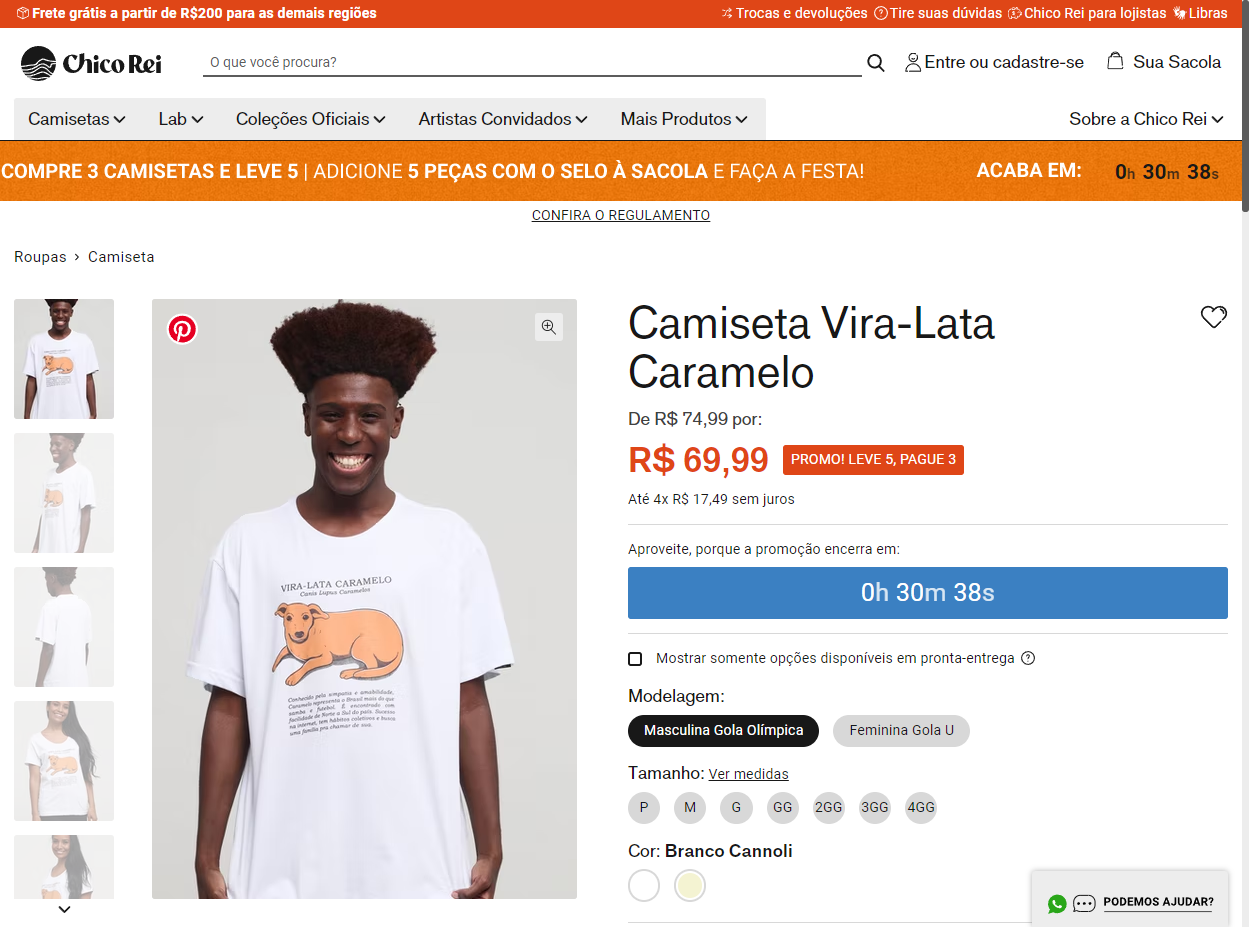 Frete grátis a partir de R$200 para as demais regiões
Trocas e devoluções Tire suas dúvidas Chico Rei para lojistas Libras
Chico Rei
O que você procura?
Entre ou cadastre-se
Sua Sacola
Camisetas Lab Coleções Oficiais Artistas Convidados Mais Produtos
Sobre a Chico Rei
COMPRE 3 CAMISETAS E LEVE 5 | ADICIONE 5 PEÇAS COM O SELO À SACOLA E FAÇA A FESTA!
ACABA EM: 0h 30m 38s
CONFIRA O REGULAMENTO
Roupas › Camiseta
VIRA-LATA CARAMELO
Canis Lupus Caramelos
Conhecido pela simpatia e amabilidade,
Caramelo representa o Brasil mais do que
samba e futebol. É encontrado com
facilidade de Norte a Sul do país. Sucesso
na internet, tem hábitos coletivos e busca
uma família pra chamar de sua.
Camiseta Vira-Lata
Caramelo
De R$ 74,99 por:
R$ 69,99
PROMO! LEVE 5, PAGUE 3
Até 4x R$ 17,49 sem juros
Aproveite, porque a promoção encerra em:
0h 30m 38s
Mostrar somente opções disponíveis em pronta-entrega
Modelagem:
Masculina Gola Olímpica
Feminina Gola U
Tamanho: Ver medidas
P M G GG 2GG 3GG 4GG
Cor: Branco Cannoli
PODEMOS AJUDAR?